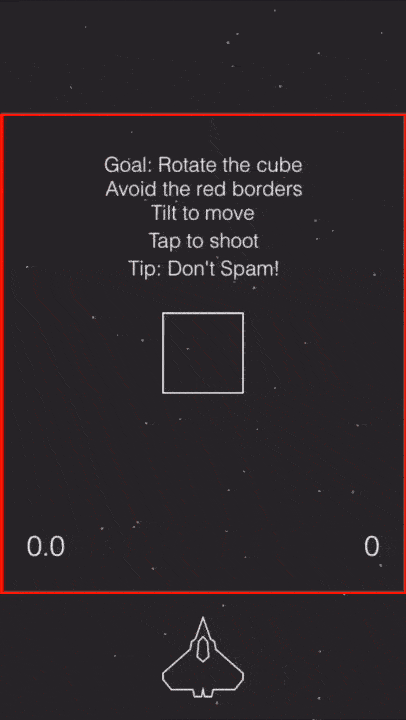 Goal: Rotate the cube
Avoid the red borders
Tilt to move
Tap to shoot
Tip: Don't Spam!
0.0
0